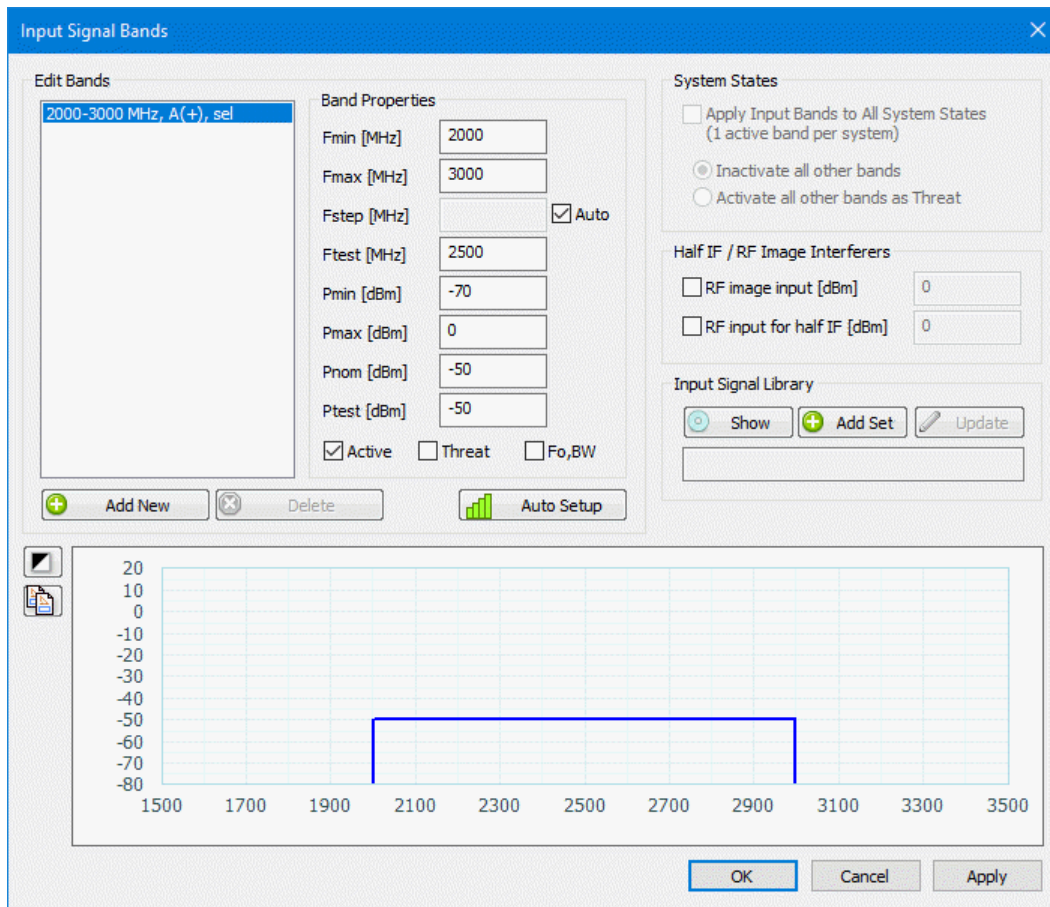 Input Signal Bands
Edit Bands
2000-3000 MHz, A(+), sel
Band Properties
Fmin [MHz] 2000
Fmax [MHz] 3000
Fstep [MHz] Auto
Ftest [MHz] 2500
Pmin [dBm] -70
Pmax [dBm] 0
Pnom [dBm] -50
Ptest [dBm] -50
Active Threat Fo,BW
Add New Delete Auto Setup
System States
Apply Input Bands to All System States
(1 active band per system)
Inactivate all other bands
Activate all other bands as Threat
Half IF / RF Image Interferers
RF image input [dBm] 0
RF input for half IF [dBm] 0
Input Signal Library
Show Add Set Update
20
10
0
-10
-20
-30
-40
-50
-60
-70
-80
1500 1700 1900 2100 2300 2500 2700 2900 3100 3300 3500
OK Cancel Apply